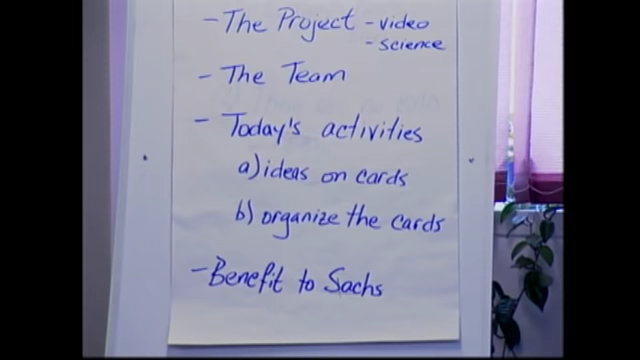 - The Project - video
- science
- The Team
- Today's activities
a) ideas on cards
b) organize the cards
- Benefit to Sachs